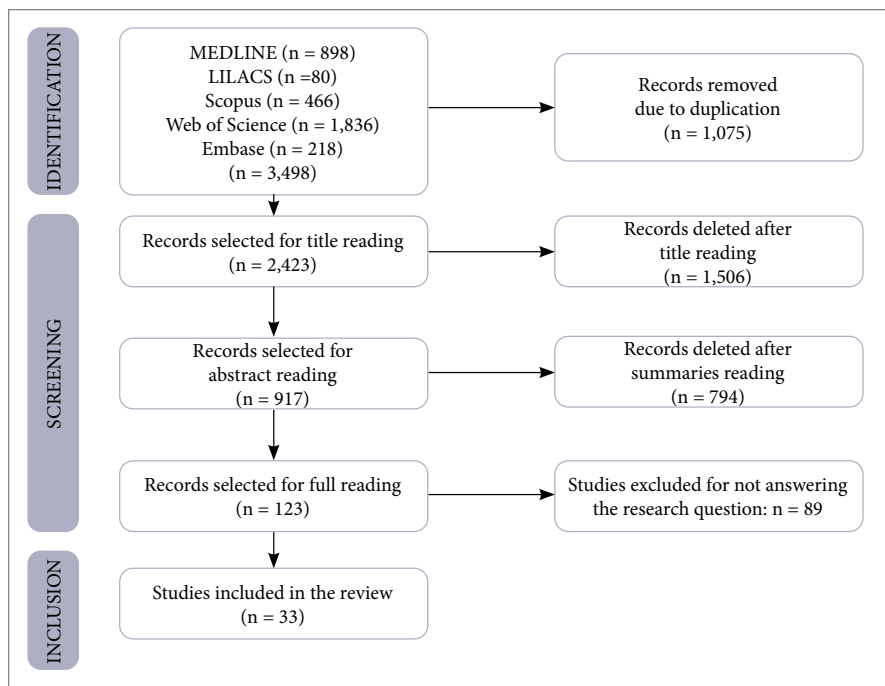 IDENTIFICATION
MEDLINE (n = 898)
LILACS (n =80)
Scopus (n = 466)
Web of Science (n = 1,836)
Embase (n = 218)
(n = 3,498)
Records removed
due to duplication
(n = 1,075)
SCREENING
Records selected for title reading
(n = 2,423)
Records deleted after
title reading
(n = 1,506)
Records selected for
abstract reading
(n = 917)
Records deleted after
summaries reading
(n = 794)
Records selected for full reading
(n = 123)
Studies excluded for not answering
the research question: n = 89
INCLUSION
Studies included in the review
(n = 33)